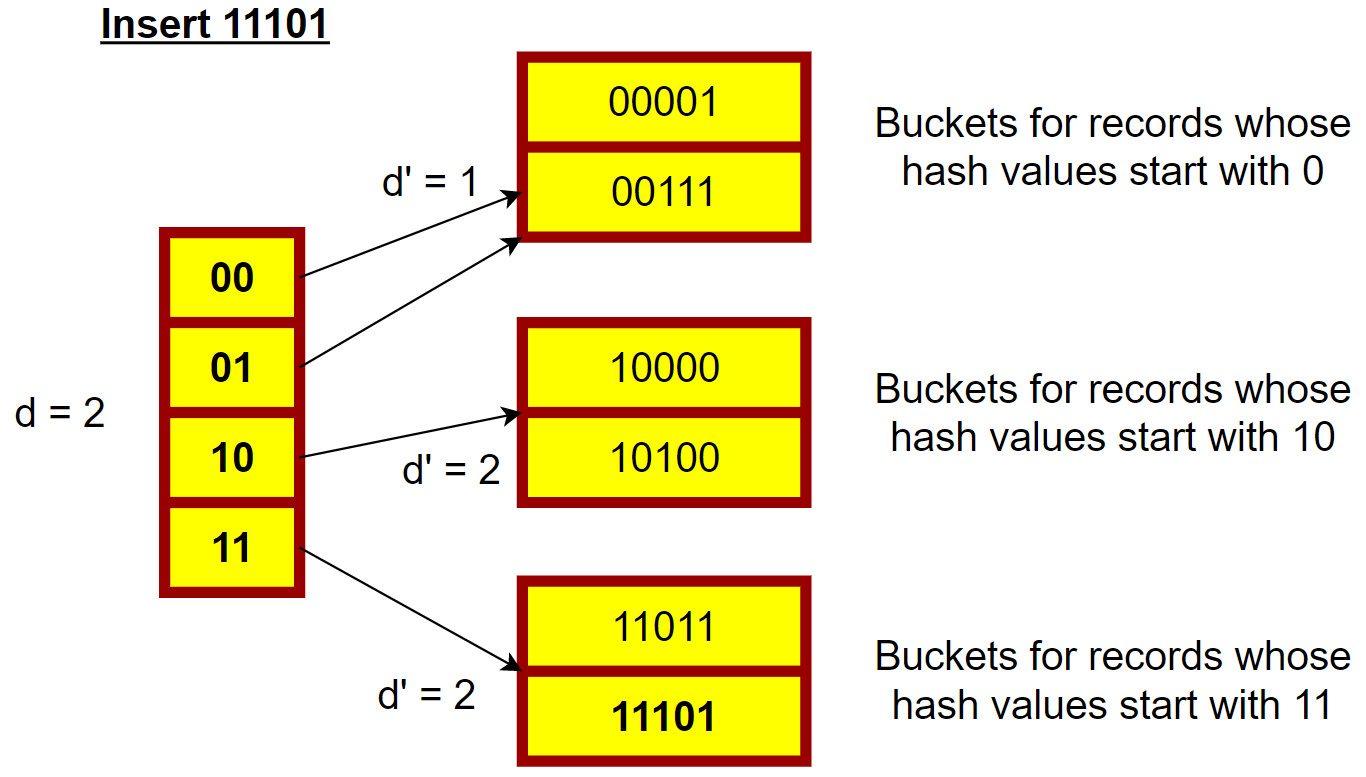 Insert 11101
00001
00111
Buckets for records whose
hash values start with 0
d' = 1
00
01
10
11
d = 2
10000
10100
Buckets for records whose
hash values start with 10
d' = 2
11011
11101
Buckets for records whose
hash values start with 11
d' = 2